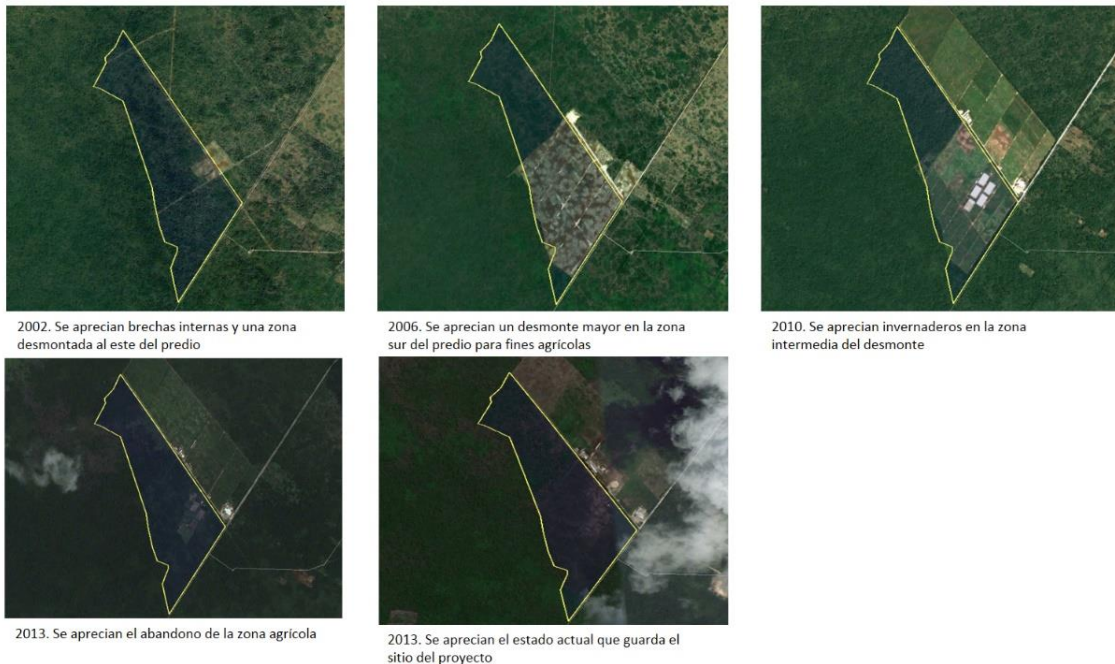 2002. Se aprecian brechas internas y una zona
desmontada al este del predio
2006. Se aprecian un desmonte mayor en la zona
sur del predio para fines agrícolas
2010. Se aprecian invernaderos en la zona
intermedia del desmonte
2013. Se aprecian el abandono de la zona agrícola
2013. Se aprecian el estado actual que guarda el
sitio del proyecto